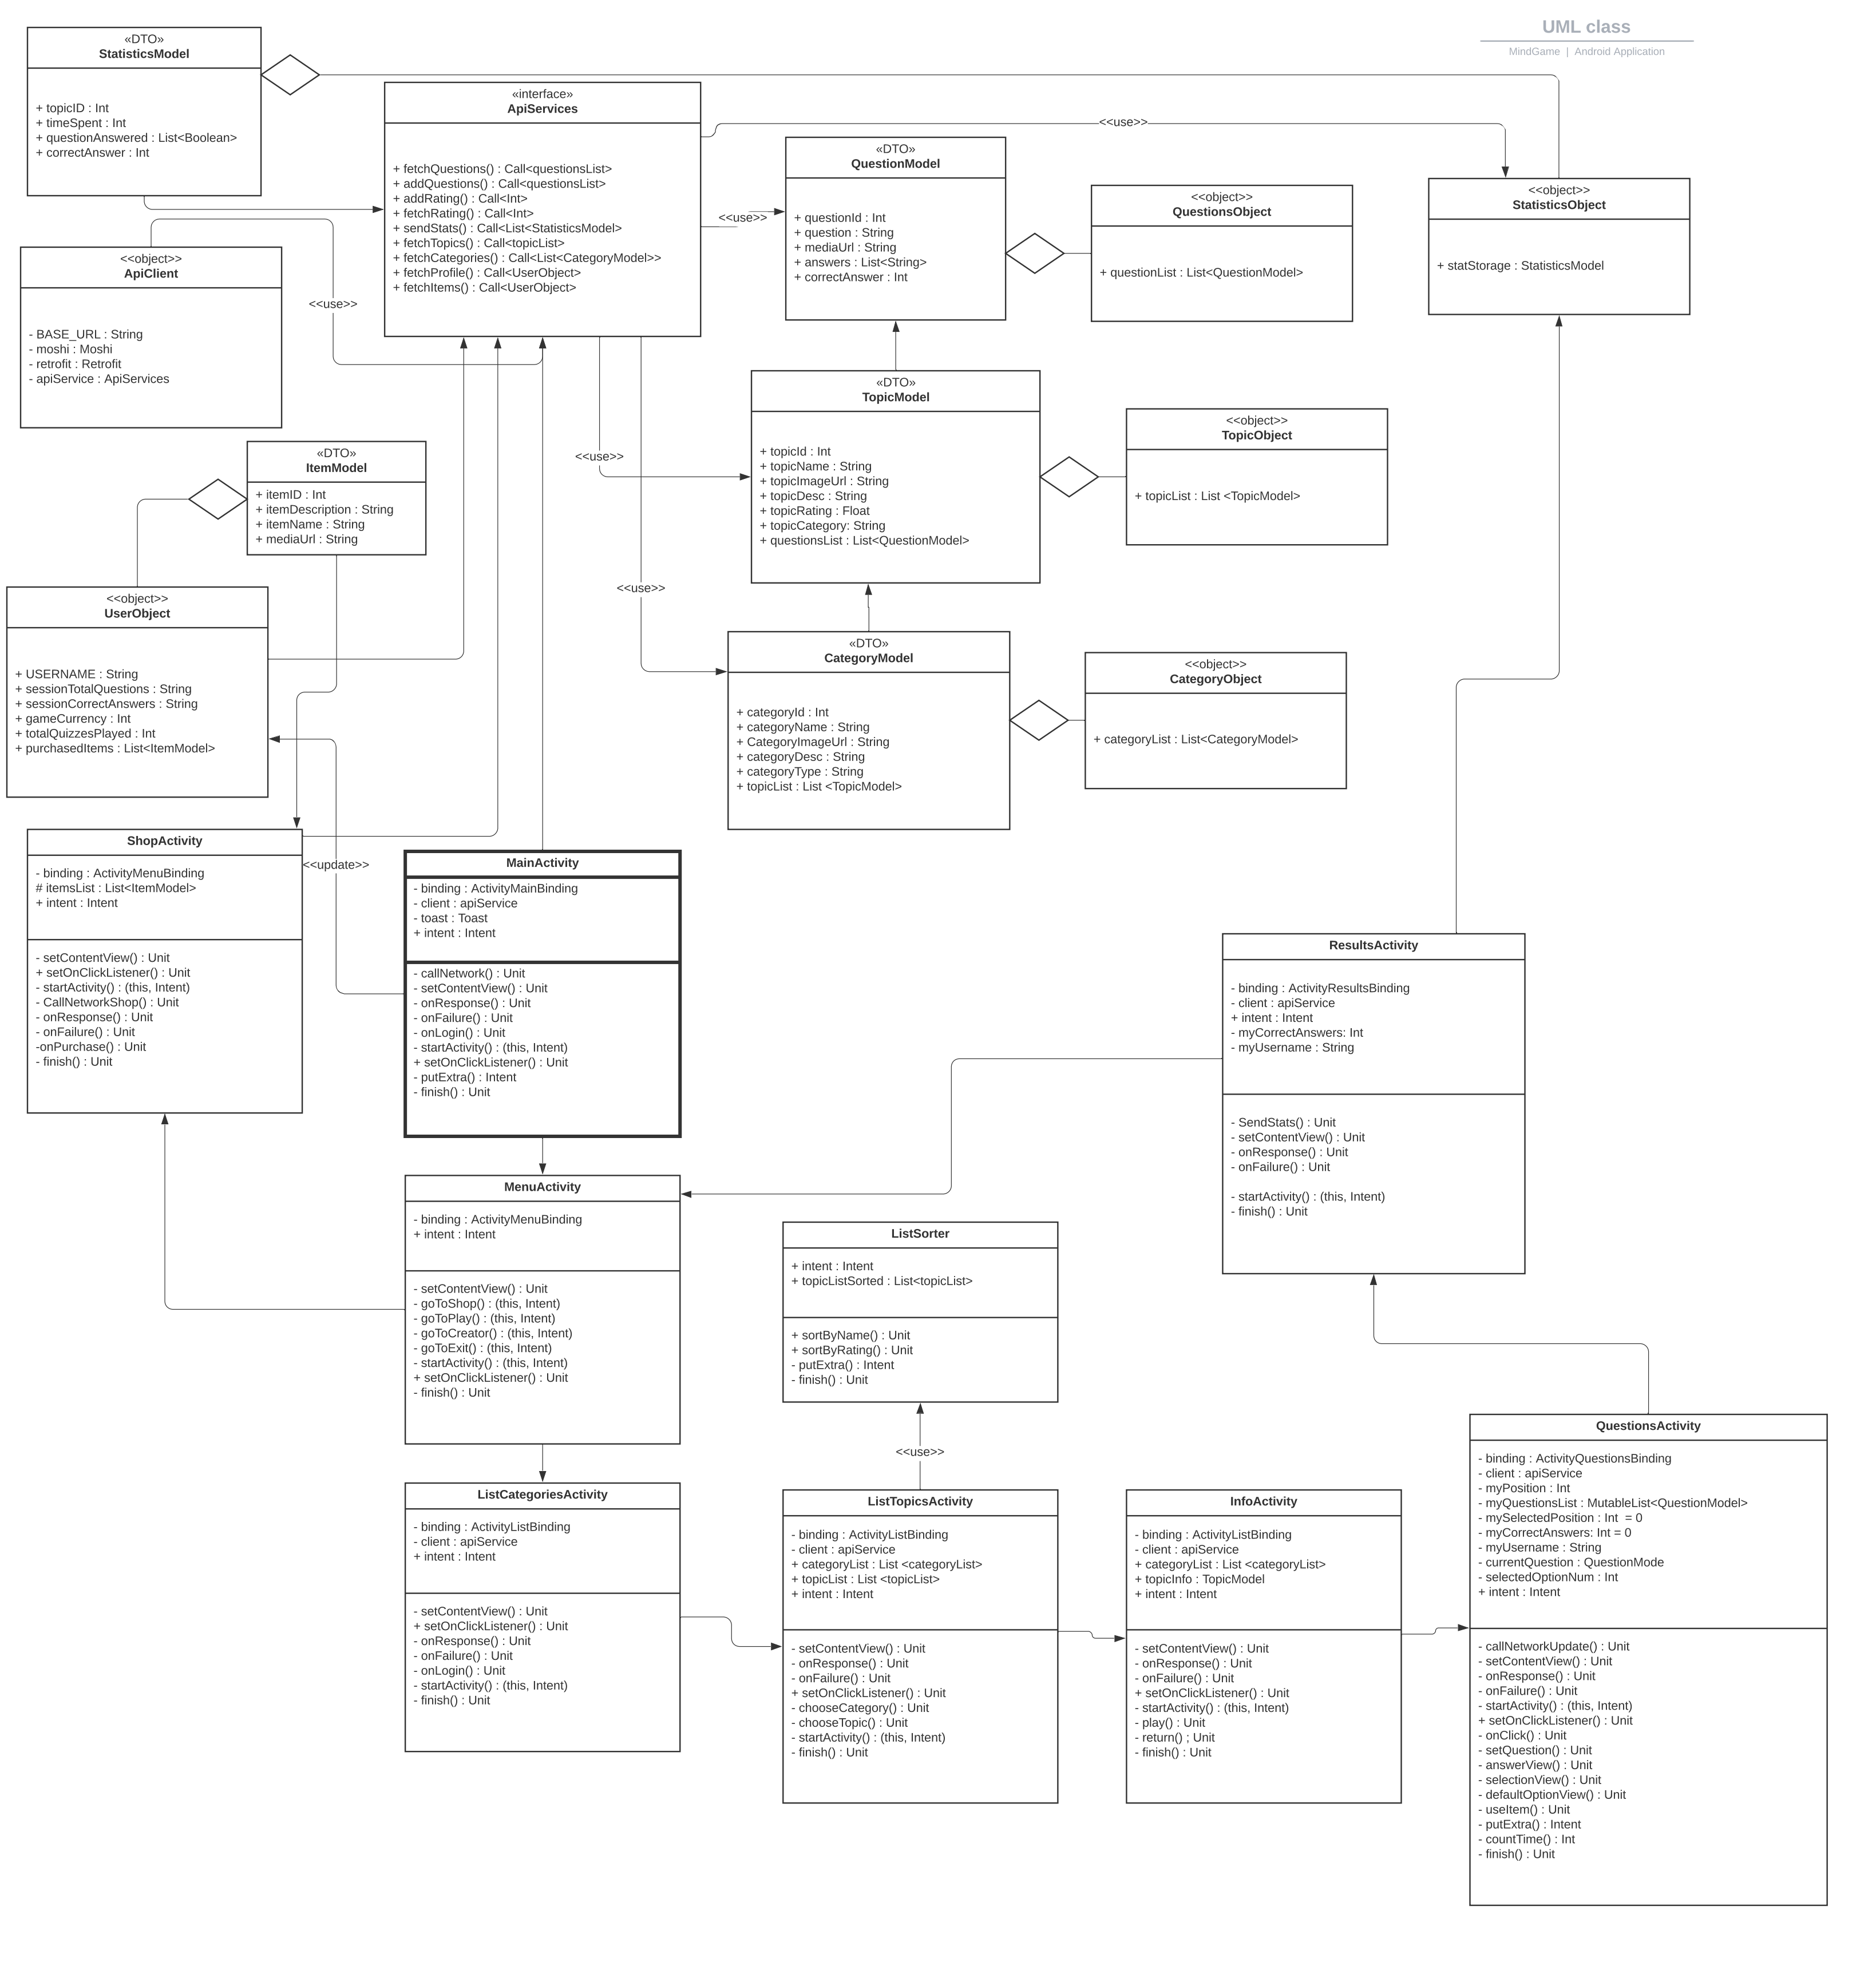 UML class
MindGame | Android Application
«DTO»
StatisticsModel
+ topicID : Int
+ timeSpent : Int
+ questionAnswered : List<Boolean>
+ correctAnswer : Int
«interface»
ApiServices
+ fetchQuestions() : Call<questionsList>
+ addQuestions() : Call<questionsList>
+ addRating() : Call<Int>
+ fetchRating() : Call<Int>
+ sendStats() : Call<List<StatisticsModel>
+ fetchTopics() : Call<topicList>
+ fetchCategories() : Call<List<CategoryModel>>
+ fetchProfile() : Call<UserObject>
+ fetchItems() : Call<UserObject>
<<use>>
«DTO»
QuestionModel
+ questionId : Int
+ question : String
+ mediaUrl : String
+ answers : List<String>
+ correctAnswer : Int
<<use>>
<<object>>
QuestionsObject
+ questionList : List<QuestionModel>
<<object>>
StatisticsObject
+ statStorage : StatisticsModel
<<object>>
ApiClient
- BASE_URL : String
- moshi : Moshi
- retrofit : Retrofit
- apiService : ApiServices
<<use>>
«DTO»
TopicModel
+ topicId : Int
+ topicName : String
+ topicImageUrl : String
+ topicDesc : String
+ topicRating : Float
+ topicCategory: String
+ questionsList : List<QuestionModel>
<<object>>
TopicObject
+ topicList : List <TopicModel>
<<use>>
«DTO»
ItemModel
+ itemID : Int
+ itemDescription : String
+ itemName : String
+ mediaUrl : String
<<use>>
<<object>>
UserObject
+ USERNAME : String
+ sessionTotalQuestions : String
+ sessionCorrectAnswers : String
+ gameCurrency : Int
+ totalQuizzesPlayed : Int
+ purchasedItems : List<ItemModel>
«DTO»
CategoryModel
+ categoryId : Int
+ categoryName : String
+ CategoryImageUrl : String
+ categoryDesc : String
+ categoryType : String
+ topicList : List <TopicModel>
<<object>>
CategoryObject
+ categoryList : List<CategoryModel>
ShopActivity
- binding : ActivityMenuBinding
# itemsList : List<ItemModel>
+ intent : Intent
- setContentView() : Unit
+ setOnClickListener() : Unit
- startActivity() : (this, Intent)
- CallNetworkShop() : Unit
- onResponse() : Unit
- onFailure() : Unit
-onPurchase() : Unit
- finish() : Unit
<<update>>
MainActivity
- binding : ActivityMainBinding
- client : apiService
- toast : Toast
+ intent : Intent
- callNetwork() : Unit
- setContentView() : Unit
- onResponse() : Unit
- onFailure() : Unit
- onLogin() : Unit
- startActivity() : (this, Intent)
+ setOnClickListener() : Unit
- putExtra() : Intent
- finish() : Unit
ResultsActivity
- binding : ActivityResultsBinding
- client : apiService
+ intent : Intent
- myCorrectAnswers: Int
- myUsername : String
- SendStats() : Unit
- setContentView() : Unit
- onResponse() : Unit
- onFailure() : Unit
- startActivity() : (this, Intent)
- finish() : Unit
MenuActivity
- binding : ActivityMenuBinding
+ intent : Intent
- setContentView() : Unit
- goToShop() : (this, Intent)
- goToPlay() : (this, Intent)
- goToCreator() : (this, Intent)
- goToExit() : (this, Intent)
- startActivity() : (this, Intent)
+ setOnClickListener() : Unit
- finish() : Unit
ListSorter
+ intent : Intent
+ topicListSorted : List<topicList>
+ sortByName() : Unit
+ sortByRating() : Unit
- putExtra() : Intent
- finish() : Unit
<<use>>
ListCategoriesActivity
- binding : ActivityListBinding
- client : apiService
+ intent : Intent
- setContentView() : Unit
+ setOnClickListener() : Unit
- onResponse() : Unit
- onFailure() : Unit
- onLogin() : Unit
- startActivity() : (this, Intent)
- finish() : Unit
ListTopicsActivity
- binding : ActivityListBinding
- client : apiService
+ categoryList : List <categoryList>
+ topicList : List <topicList>
+ intent : Intent
- setContentView() : Unit
- onResponse() : Unit
- onFailure() : Unit
+ setOnClickListener() : Unit
- chooseCategory() : Unit
- chooseTopic() : Unit
- startActivity() : (this, Intent)
- finish() : Unit
InfoActivity
- binding : ActivityListBinding
- client : apiService
+ categoryList : List <categoryList>
+ topicInfo : TopicModel
+ intent : Intent
- setContentView() : Unit
- onResponse() : Unit
- onFailure() : Unit
+ setOnClickListener() : Unit
- startActivity() : (this, Intent)
- play() : Unit
- return() ; Unit
- finish() : Unit
QuestionsActivity
- binding : ActivityQuestionsBinding
- client : apiService
- myPosition : Int
- myQuestionsList : MutableList<QuestionModel>
- mySelectedPosition : Int = 0
- myCorrectAnswers: Int = 0
- myUsername : String
- currentQuestion : QuestionMode
- selectedOptionNum : Int
+ intent : Intent
- callNetworkUpdate() : Unit
- setContentView() : Unit
- onResponse() : Unit
- onFailure() : Unit
- startActivity() : (this, Intent)
+ setOnClickListener() : Unit
- onClick() : Unit
- setQuestion() : Unit
- answerView() : Unit
- selectionView() : Unit
- defaultOptionView() : Unit
- useItem() : Unit
- putExtra() : Intent
- countTime() : Int
- finish() : Unit